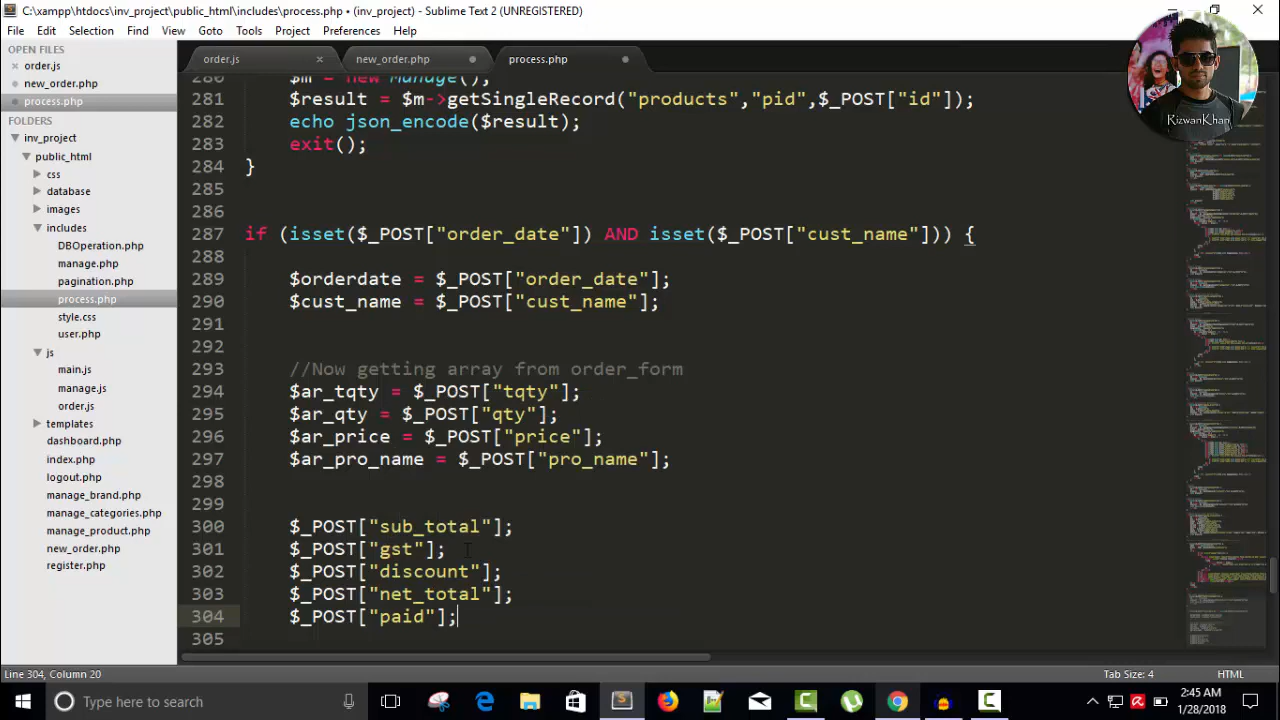 C:\xampp\htdocs\inv_project\public_html\includes\process.php • (inv_project) - Sublime Text 2 (UNREGISTERED)
File Edit Selection Find View Goto Tools Project Preferences Help
OPEN FILES
order.js
new_order.php
process.php
FOLDERS
inv_project
public_html
css
database
images
includes
DBOperation.php
manage.php
pagination.php
process.php
style.css
user.php
js
main.js
manage.js
order.js
templates
dashboard.php
index.php
logout.php
manage_brand.php
manage_categories.php
manage_product.php
new_order.php
register.php
order.js new_order.php process.php
280 $m = new Manage();
281 $result = $m->getSingleRecord("products","pid",$_POST["id"]);
282 echo json_encode($result);
283 exit();
284 }
285
286
287 if (isset($_POST["order_date"]) AND isset($_POST["cust_name"])) {
288
289 $orderdate = $_POST["order_date"];
290 $cust_name = $_POST["cust_name"];
291
292
293 //Now getting array from order_form
294 $ar_tqty = $_POST["tqty"];
295 $ar_qty = $_POST["qty"];
296 $ar_price = $_POST["price"];
297 $ar_pro_name = $_POST["pro_name"];
298
299
300 $_POST["sub_total"];
301 $_POST["gst"];
302 $_POST["discount"];
303 $_POST["net_total"];
304 $_POST["paid"];
305
RizwanKhan
Line 304, Column 20 Tab Size: 4 HTML
Type here to search
2:45 AM
1/28/2018